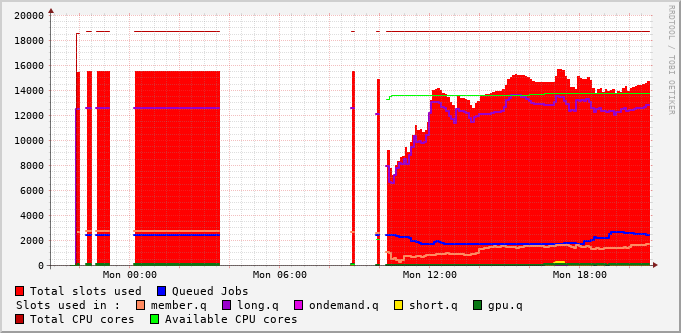 20000
18000
16000
14000
12000
10000
8000
6000
4000
2000
0
Mon 00:00 Mon 06:00 Mon 12:00 Mon 18:00
Total slots used Queued Jobs
Slots used in : member.q long.q ondemand.q short.q gpu.q
Total CPU cores Available CPU cores
RRDTOOL / TOBI OETIKER